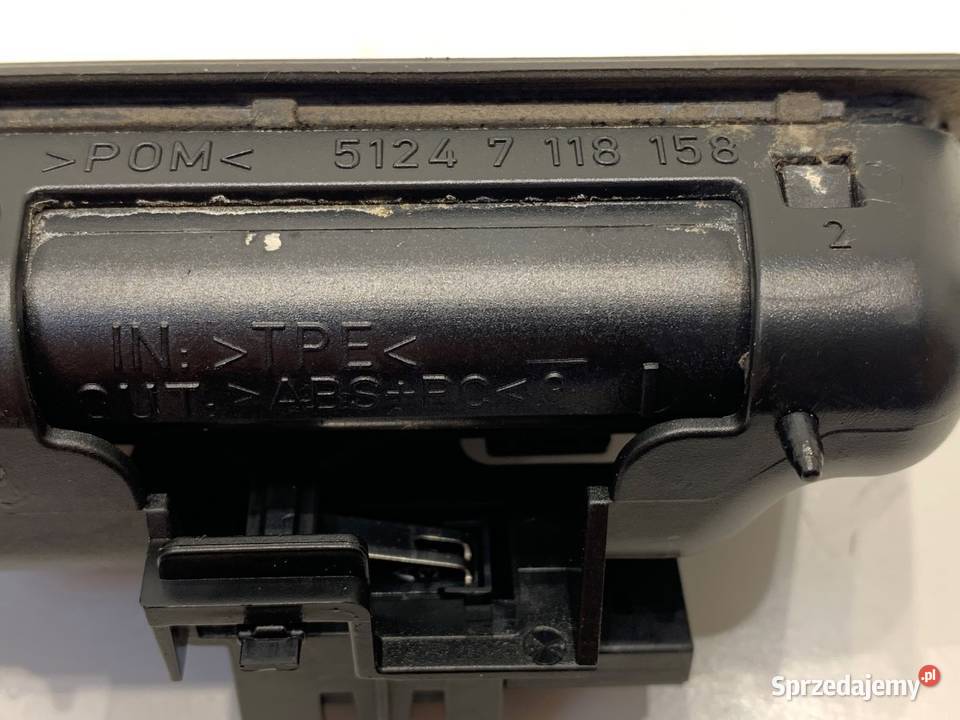 >POM< 5124 7 118 158
2
IN: >TPE<
OUT: >ABS+PC<
Sprzedajemy.pl